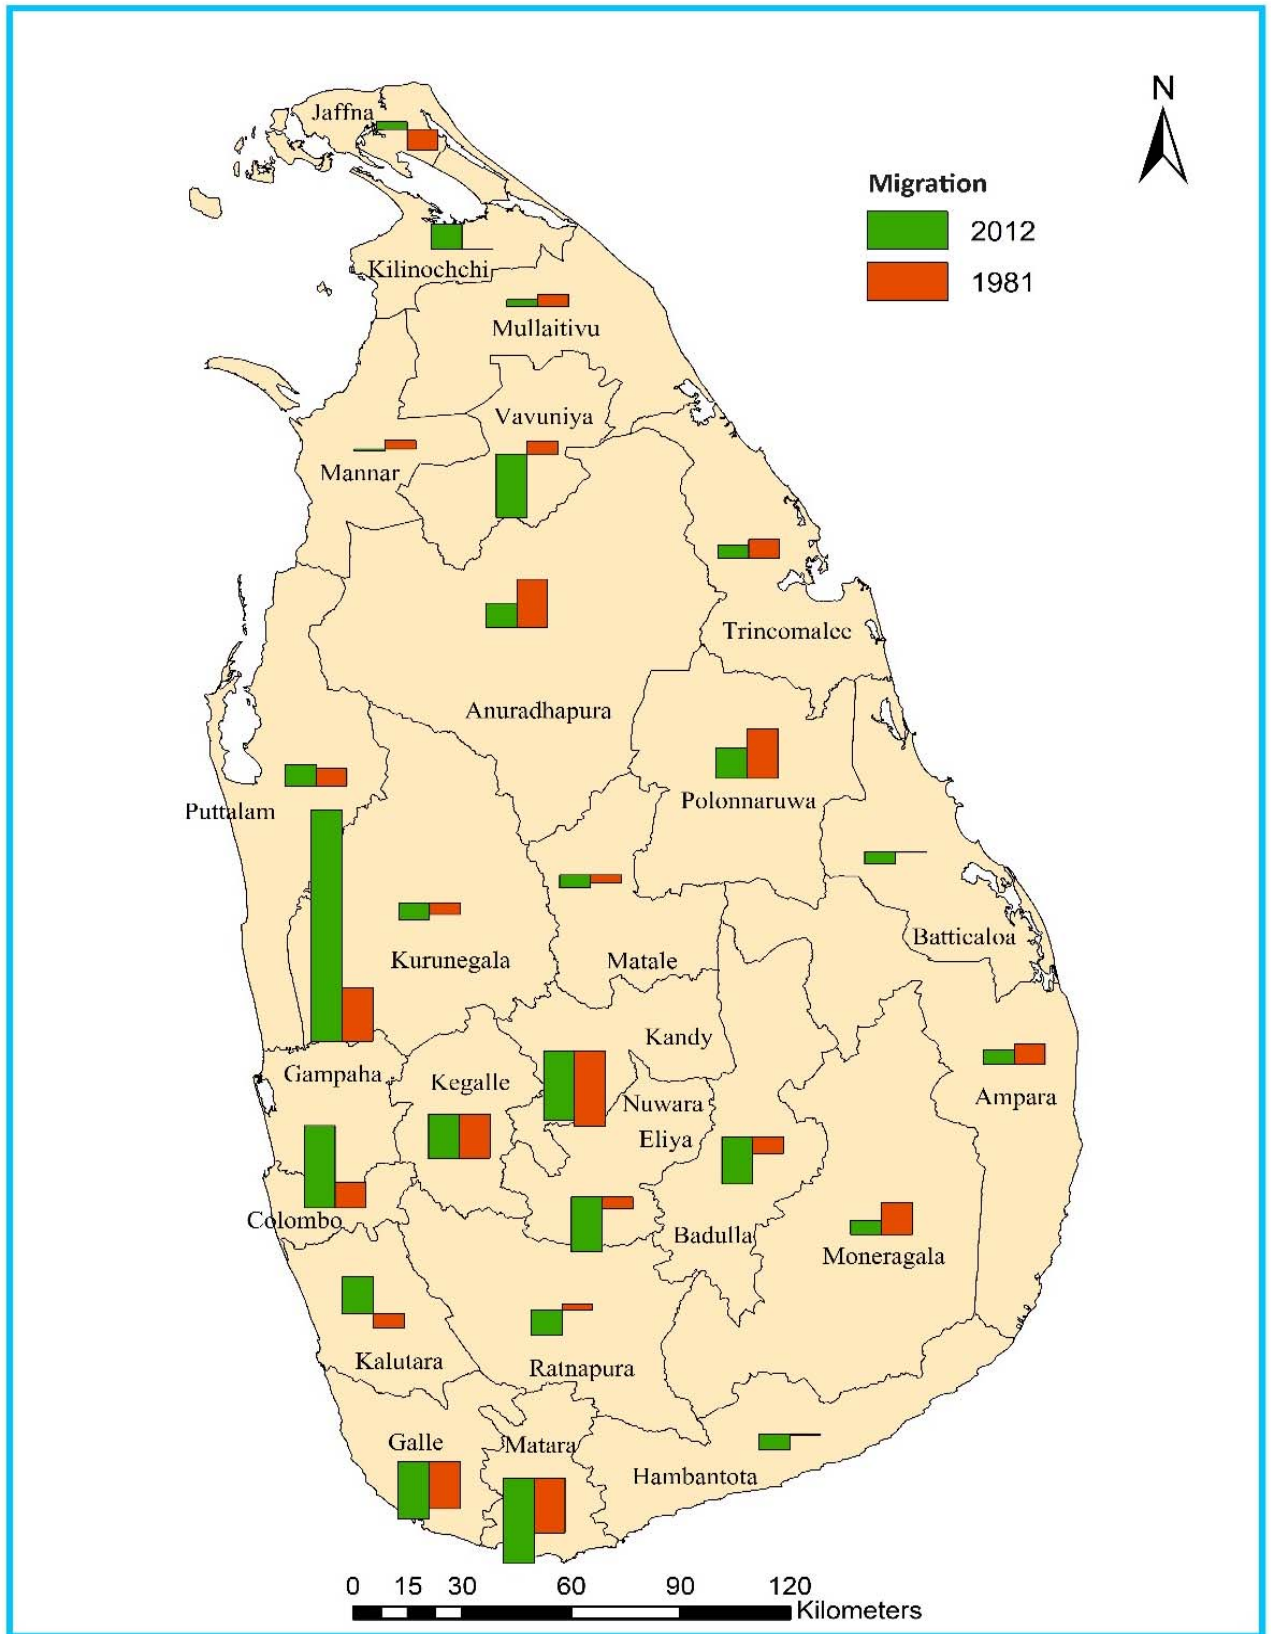 N
Jaffna
Migration
2012
Kilinochchi
1981
Mullaitivu
Vavuniya
Mannar
Trincomalee
Anuradhapura
Polonnaruwa
Puttalam
Batticaloa
Kurunegala
Matale
Kandy
Gampaha
Kegalle
Nuwara
Eliya
Ampara
Colombo
Badulla
Moneragala
Kalutara
Ratnapura
Galle
Matara
Hambantota
0 15 30 60 90 120
Kilometers